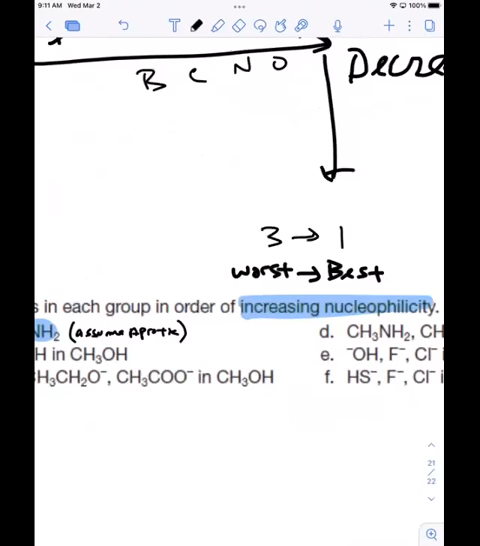 9:11 AM Wed Mar 2
100%
T
B C N O
Decre
3 → 1
worst → Best
s in each group in order of increasing nucleophilicity.
NH₂ (assume Aprotic)
d. CH₃NH₂, CH
H in CH₃OH
e. ⁻OH, F⁻, Cl⁻ i
CH₃CH₂O⁻, CH₃COO⁻ in CH₃OH
f. HS⁻, F⁻, Cl⁻ i
21
/
22